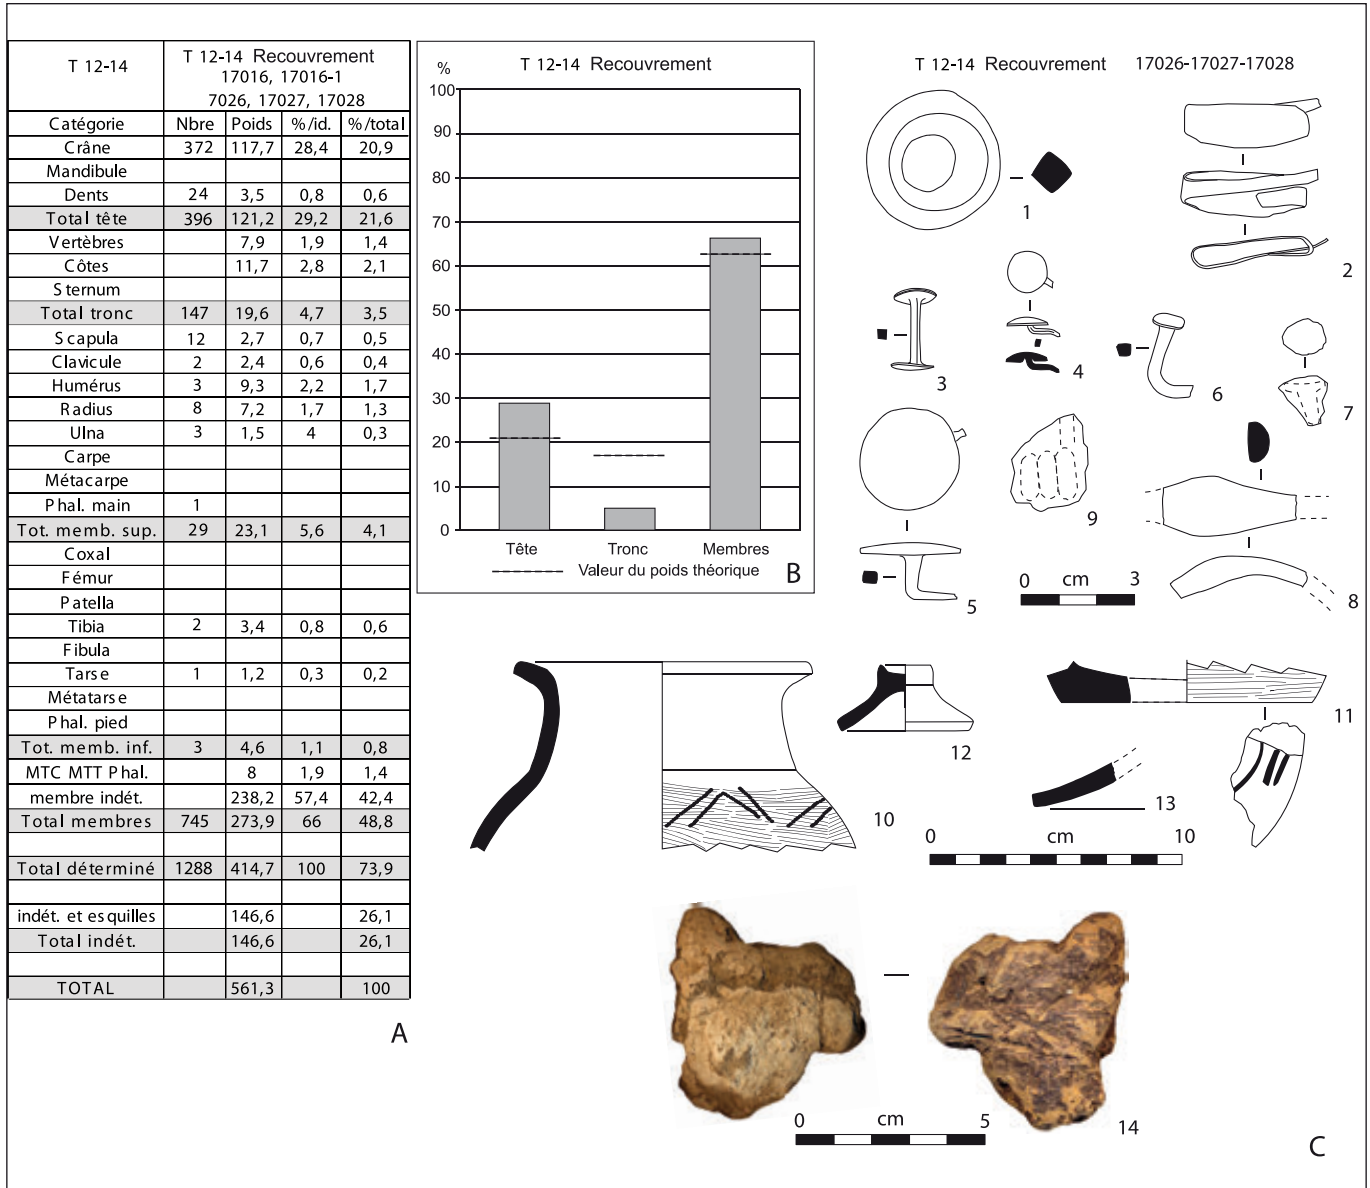 T 12-14 T 12-14 Recouvrement
17016, 17016-1
7026, 17027, 17028
Catégorie Nbre Poids %/id. %/total
Crâne 372 117,7 28,4 20,9
Mandibule
Dents 24 3,5 0,8 0,6
Total tête 396 121,2 29,2 21,6
Vertèbres 7,9 1,9 1,4
Côtes 11,7 2,8 2,1
Sternum
Total tronc 147 19,6 4,7 3,5
Scapula 12 2,7 0,7 0,5
Clavicule 2 2,4 0,6 0,4
Humérus 3 9,3 2,2 1,7
Radius 8 7,2 1,7 1,3
Ulna 3 1,5 4 0,3
Carpe
Métacarpe
Phal. main 1
Tot. memb. sup. 29 23,1 5,6 4,1
Coxal
Fémur
Patella
Tibia 2 3,4 0,8 0,6
Fibula
Tarse 1 1,2 0,3 0,2
Métatarse
Phal. pied
Tot. memb. inf. 3 4,6 1,1 0,8
MTC MTT Phal. 8 1,9 1,4
membre indét. 238,2 57,4 42,4
Total membres 745 273,9 66 48,8
Total déterminé 1288 414,7 100 73,9
indét. et esquilles 146,6 26,1
Total indét. 146,6 26,1
TOTAL 561,3 100
A
T 12-14 Recouvrement
%
100
90
80
70
60
50
40
30
20
10
0
Tête Tronc Membres
Valeur du poids théorique
B
T 12-14 Recouvrement 17026-17027-17028
1
2
3
4
6
7
5
9
0 cm 3
8
10
12
11
13
0 cm 10
14
0 cm 5
C